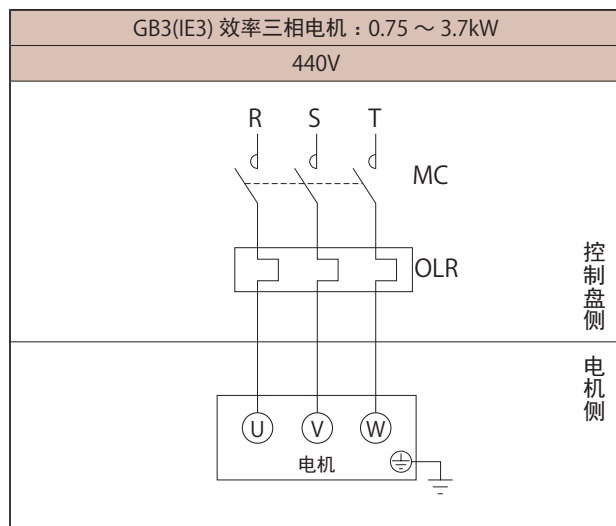 GB3(IE3) 效率三相电机：0.75 ～ 3.7kW
440V
R S T
MC
OLR
控制盘侧
电机侧
U V W
电机